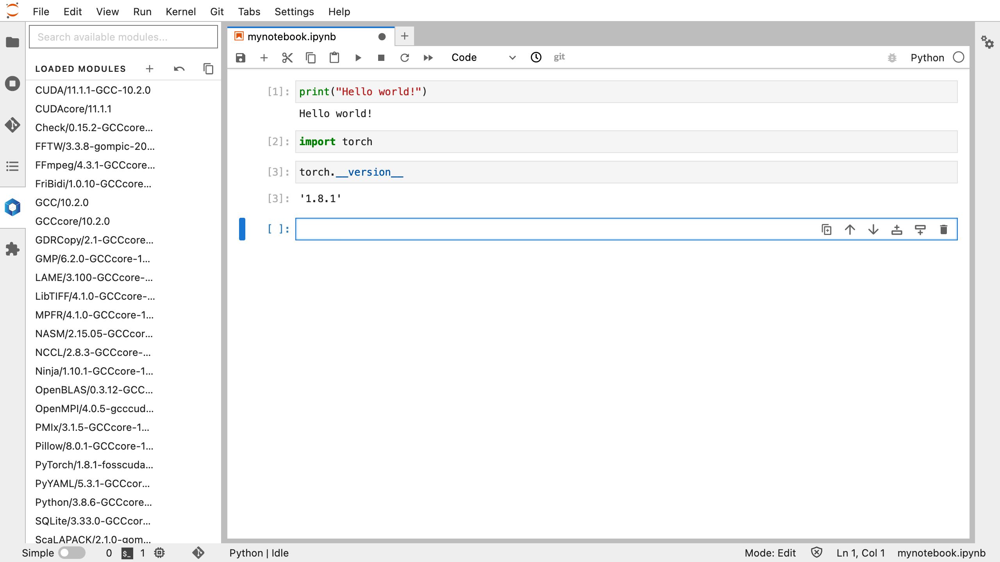 File Edit View Run Kernel Git Tabs Settings Help
Search available modules...
LOADED MODULES
CUDA/11.1.1-GCC-10.2.0
CUDAcore/11.1.1
Check/0.15.2-GCCcore...
FFTW/3.3.8-gompic-20...
FFmpeg/4.3.1-GCCcore...
FriBidi/1.0.10-GCCcore...
GCC/10.2.0
GCCcore/10.2.0
GDRCopy/2.1-GCCcore...
GMP/6.2.0-GCCcore-1...
LAME/3.100-GCCcore-...
LibTIFF/4.1.0-GCCcore-...
MPFR/4.1.0-GCCcore-1...
NASM/2.15.05-GCCcor...
NCCL/2.8.3-GCCcore-...
Ninja/1.10.1-GCCcore-1...
OpenBLAS/0.3.12-GCC...
OpenMPI/4.0.5-gcccud...
PMIx/3.1.5-GCCcore-1...
Pillow/8.0.1-GCCcore-1...
PyTorch/1.8.1-fosscuda...
PyYAML/5.3.1-GCCcor...
Python/3.8.6-GCCcore...
SQLite/3.33.0-GCCcor...
ScaLAPACK/2.1.0-gom...
mynotebook.ipynb
Code git Python
[1]: print("Hello world!")
Hello world!
[2]: import torch
[3]: torch.__version__
[3]: '1.8.1'
[ ]:
Simple 0 $_ 1 Python | Idle Mode: Edit Ln 1, Col 1 mynotebook.ipynb